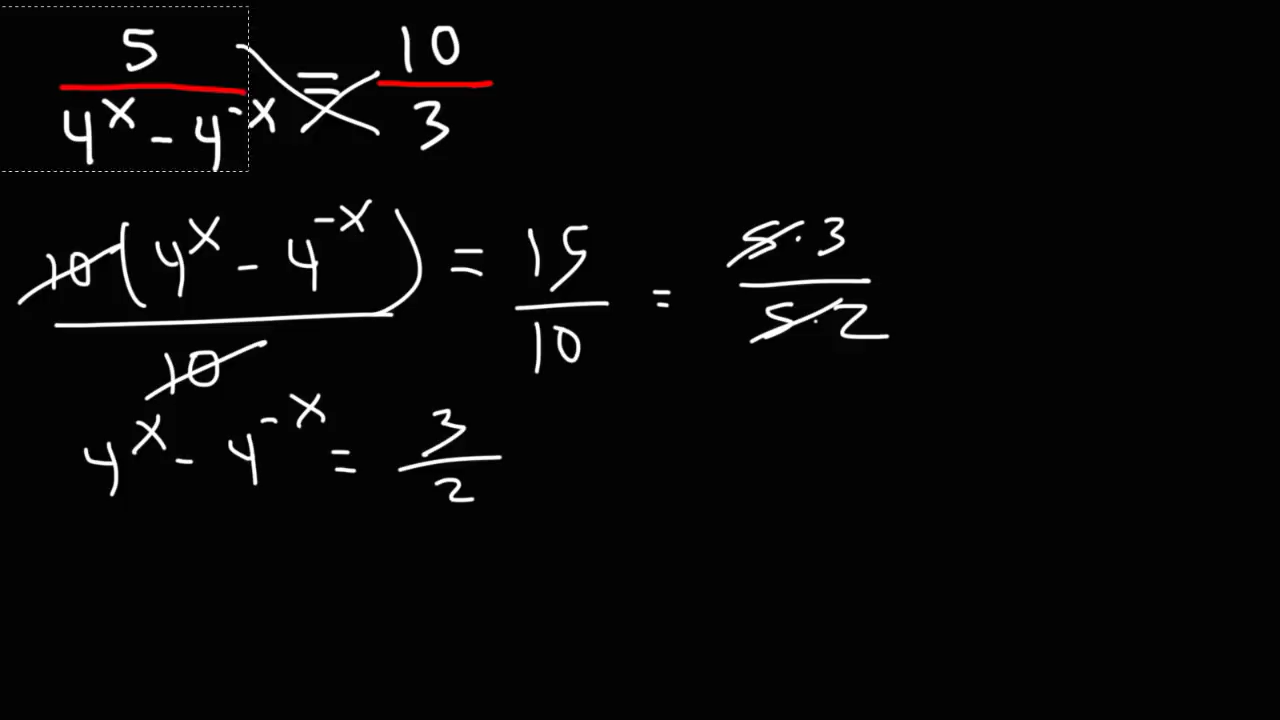 5/(4^x - 4^-x) = 10/3
10(4^x - 4^-x)/10 = 15/10 = 5·3/5·2
4^x - 4^-x = 3/2